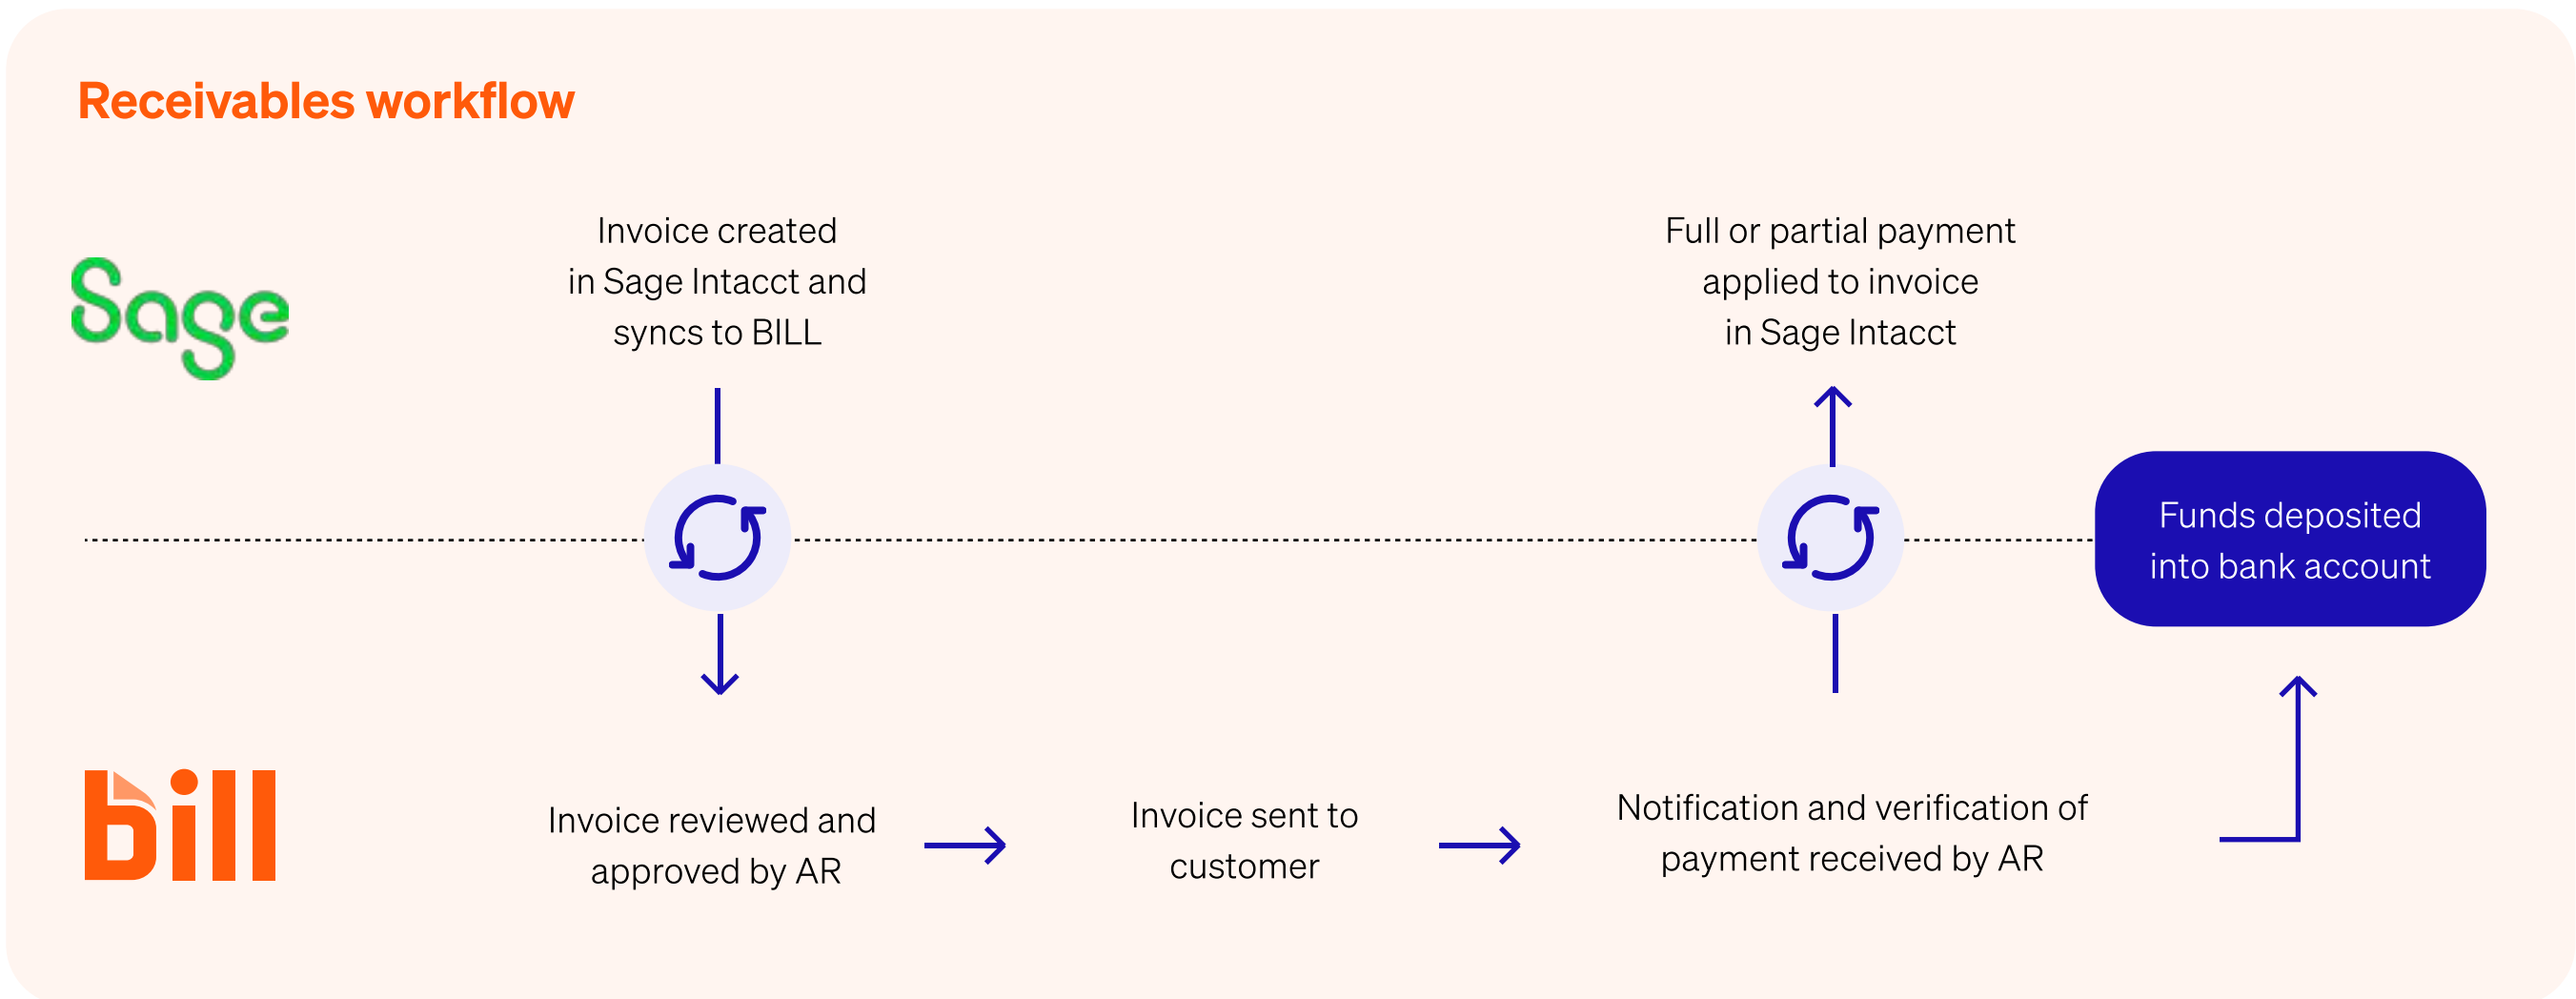 Receivables workflow
Sage
Invoice created
in Sage Intacct and
syncs to BILL
Full or partial payment
applied to invoice
in Sage Intacct
Funds deposited
into bank account
bill
Invoice reviewed and
approved by AR
Invoice sent to
customer
Notification and verification of
payment received by AR